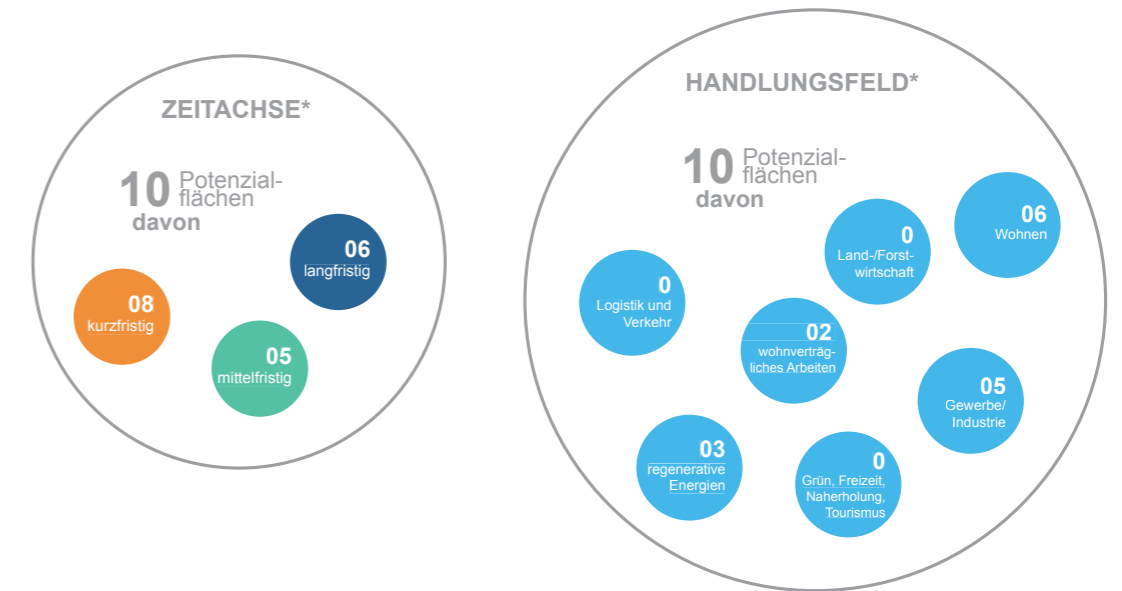 ZEITACHSE*
10 Potenzial-
flächen
davon
06
langfristig
08
kurzfristig
05
mittelfristig
HANDLUNGSFELD*
10 Potenzial-
flächen
davon
06
Wohnen
0
Land-/Forst-
wirtschaft
0
Logistik und
Verkehr
02
wohnverträg-
liches Arbeiten
05
Gewerbe/
Industrie
03
regenerative
Energien
0
Grün, Freizeit,
Naherholung,
Tourismus